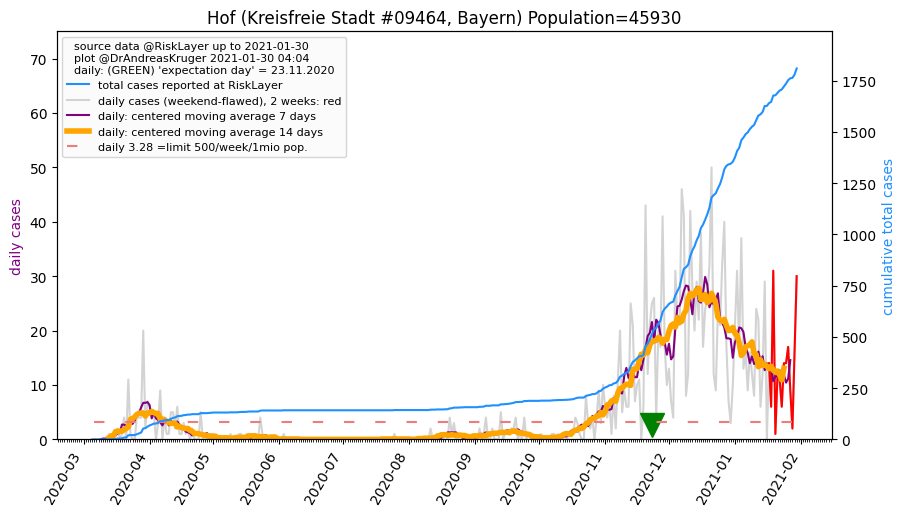 Hof (Kreisfreie Stadt #09464, Bayern) Population=45930
source data @RiskLayer up to 2021-01-30
plot @DrAndreasKruger 2021-01-30 04:04
daily: (GREEN) 'expectation day' = 23.11.2020
total cases reported at RiskLayer
daily cases (weekend-flawed), 2 weeks: red
daily: centered moving average 7 days
daily: centered moving average 14 days
daily 3.28 =limit 500/week/1mio pop.
daily cases
70
60
50
40
30
20
10
0
cumulative total cases
1750
1500
1250
1000
750
500
250
0
2020-03
2020-04
2020-05
2020-06
2020-07
2020-08
2020-09
2020-10
2020-11
2020-12
2021-01
2021-02